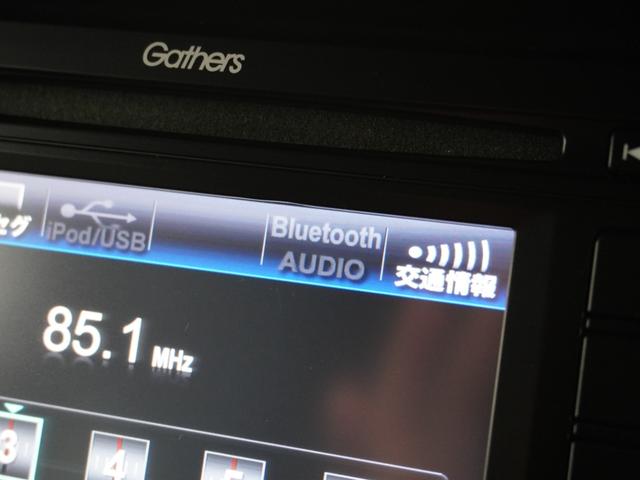 Gathers
セグ
iPod/USB
Bluetooth
AUDIO
交通情報
85.1 MHz
3
4
5